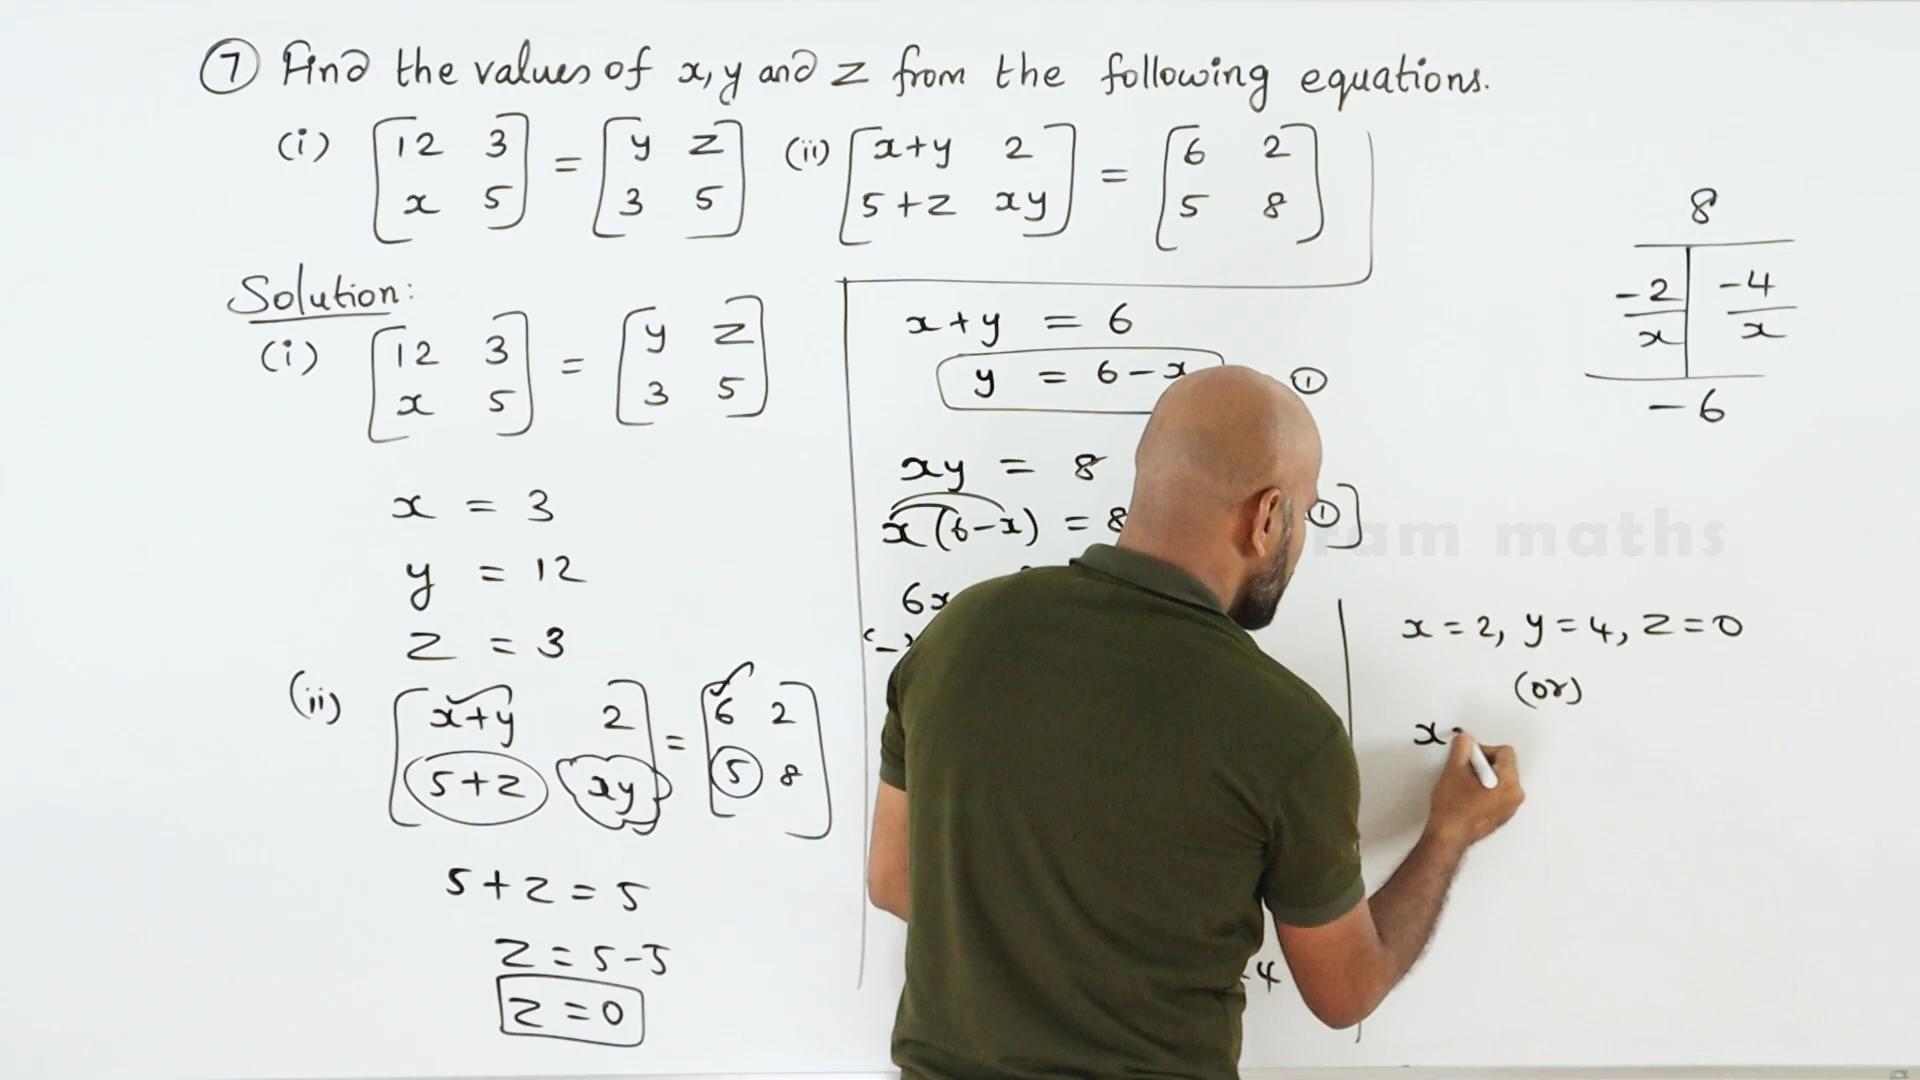 7 Find the values of x, y and z from the following equations.
(i) [12 3 = [y z (ii) [x+y 2 = [6 2
x 5] 3 5] 5+z xy] 5 8]
Solution:
(i) [12 3 = [y z
x 5] 3 5]
x = 3
y = 12
z = 3
(ii) [x+y 2 = [6 2
5+z xy] 5 8]
5+z = 5
z = 5-5
z = 0
x+y = 6
y = 6-x ①
xy = 8
x(6-x) = 8 ①]
6x
(-)
-4
8
-2 -4
x x
-6
ram maths
x = 2, y = 4, z = 0
(or)
x